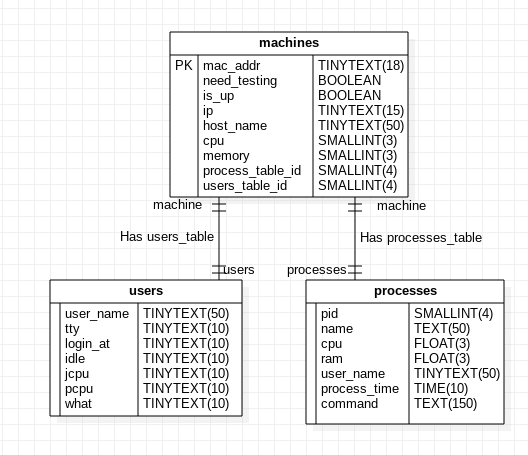 machines
PK mac_addr TINYTEXT(18)
need_testing BOOLEAN
is_up BOOLEAN
ip TINYTEXT(15)
host_name TINYTEXT(50)
cpu SMALLINT(3)
memory SMALLINT(3)
process_table_id SMALLINT(4)
users_table_id SMALLINT(4)
machine machine
Has users_table Has processes_table
users processes
users
user_name TINYTEXT(50)
tty TINYTEXT(10)
login_at TINYTEXT(10)
idle TINYTEXT(10)
jcpu TINYTEXT(10)
pcpu TINYTEXT(10)
what TINYTEXT(10)
processes
pid SMALLINT(4)
name TEXT(50)
cpu FLOAT(3)
ram FLOAT(3)
user_name TINYTEXT(50)
process_time TIME(10)
command TEXT(150)